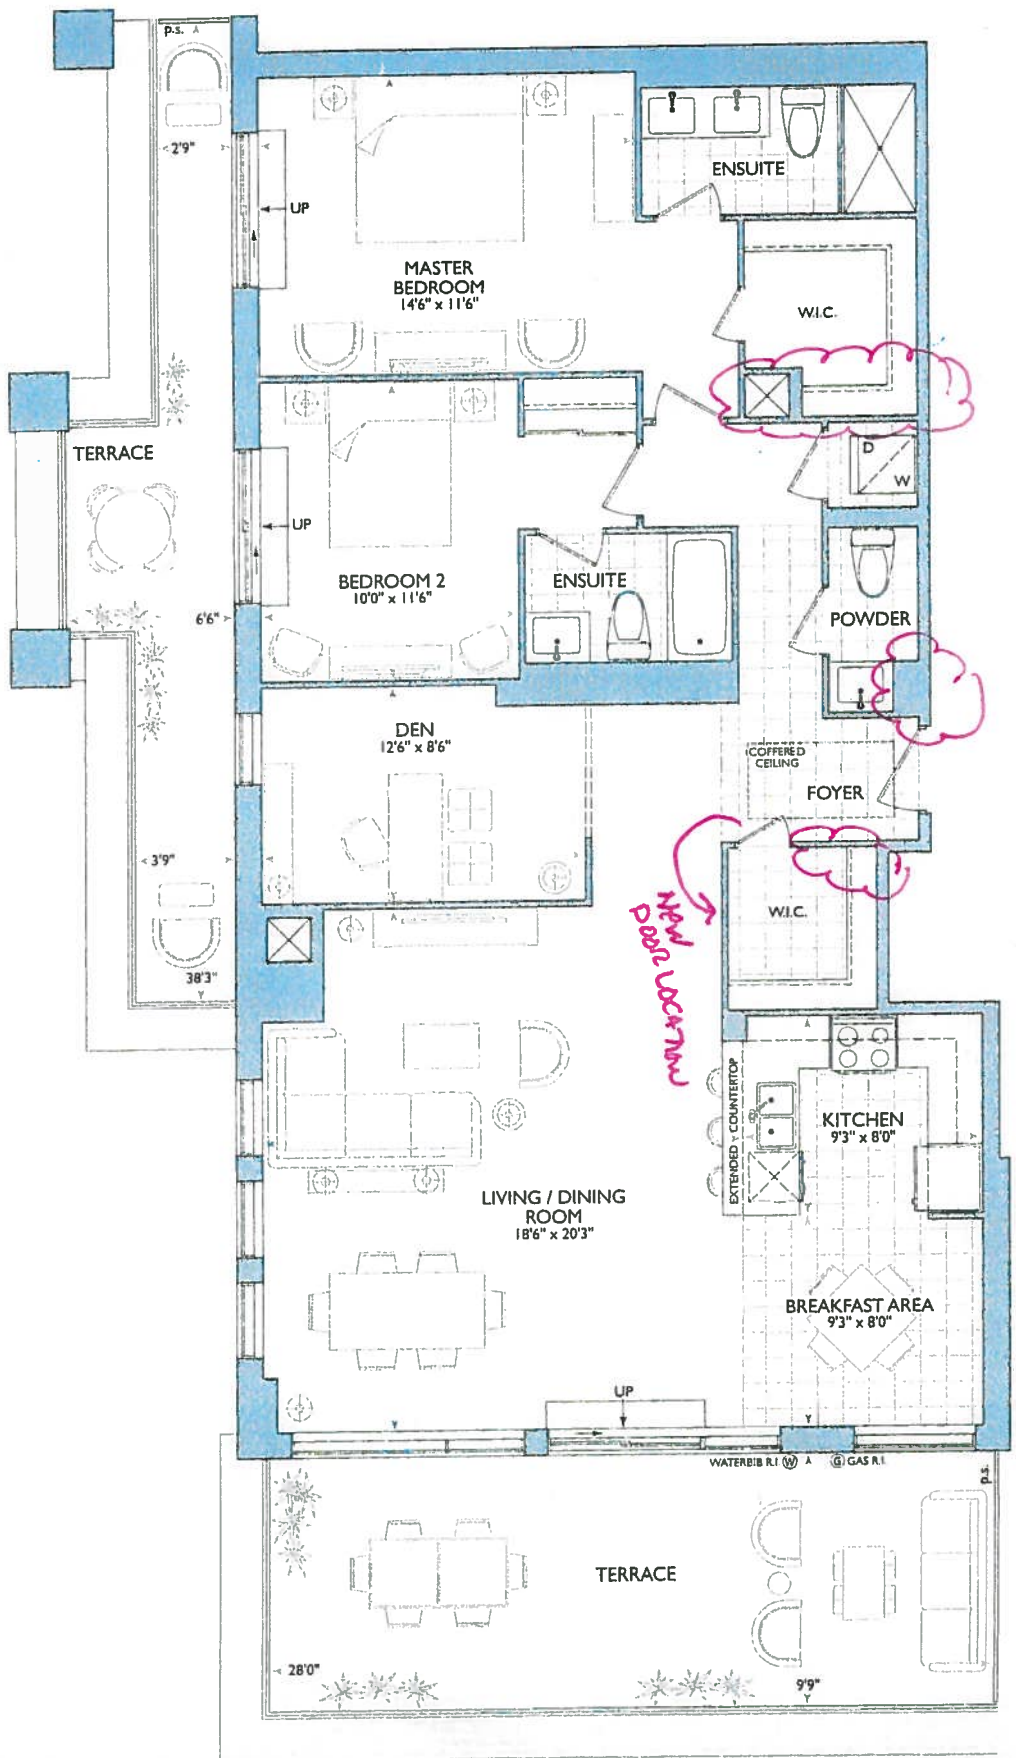 p.s.
2'9"
UP
ENSUITE
MASTER
BEDROOM
14'6" x 11'6"
W.I.C.
TERRACE
D
W
UP
BEDROOM 2
10'0" x 11'6"
ENSUITE
POWDER
6'6"
DEN
12'6" x 8'6"
COFFERED
CEILING
FOYER
3'9"
NEW
DOOR LOCATION
W.I.C.
38'3"
EXTENDED COUNTERTOP
KITCHEN
9'3" x 8'0"
LIVING / DINING
ROOM
18'6" x 20'3"
BREAKFAST AREA
9'3" x 8'0"
UP
WATERBIB R.I. W
G GAS R.I.
p.s.
TERRACE
28'0"
9'9"